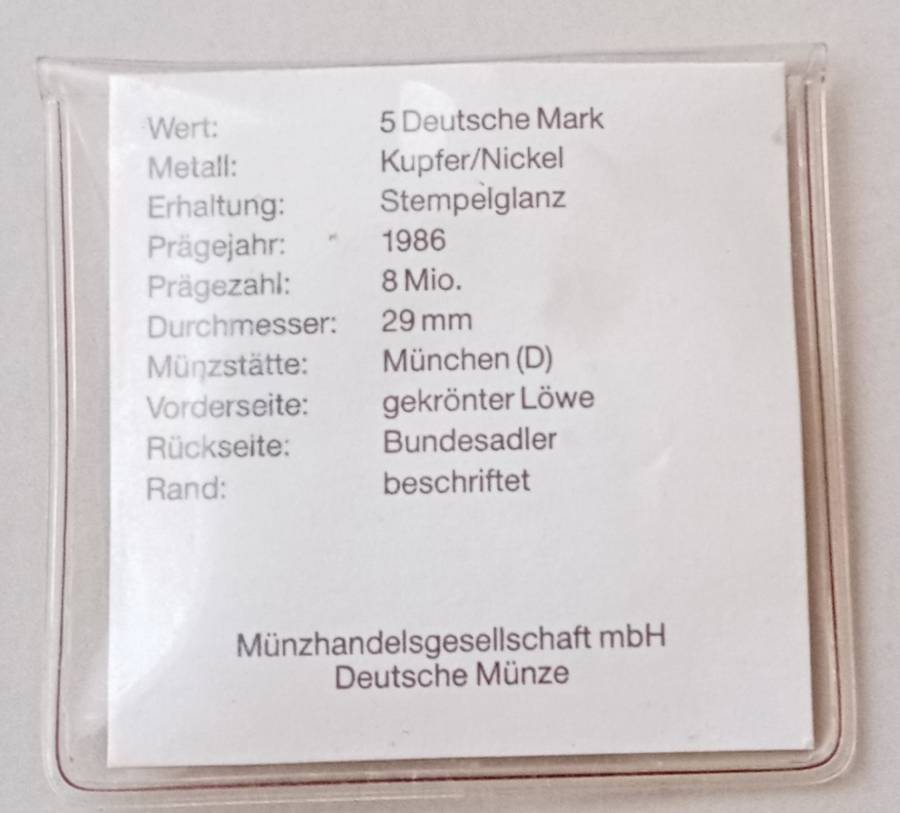 Wert: 5 Deutsche Mark
Metall: Kupfer/Nickel
Erhaltung: Stempelglanz
Prägejahr: 1986
Prägezahl: 8 Mio.
Durchmesser: 29 mm
Münzstätte: München (D)
Vorderseite: gekrönter Löwe
Rückseite: Bundesadler
Rand: beschriftet
Münzhandelsgesellschaft mbH
Deutsche Münze